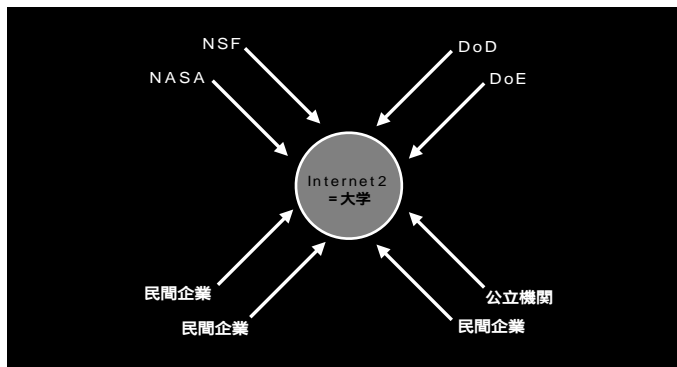 NSF
DoD
NASA
DoE
Internet2
=大学
民間企業
公立機関
民間企業
民間企業